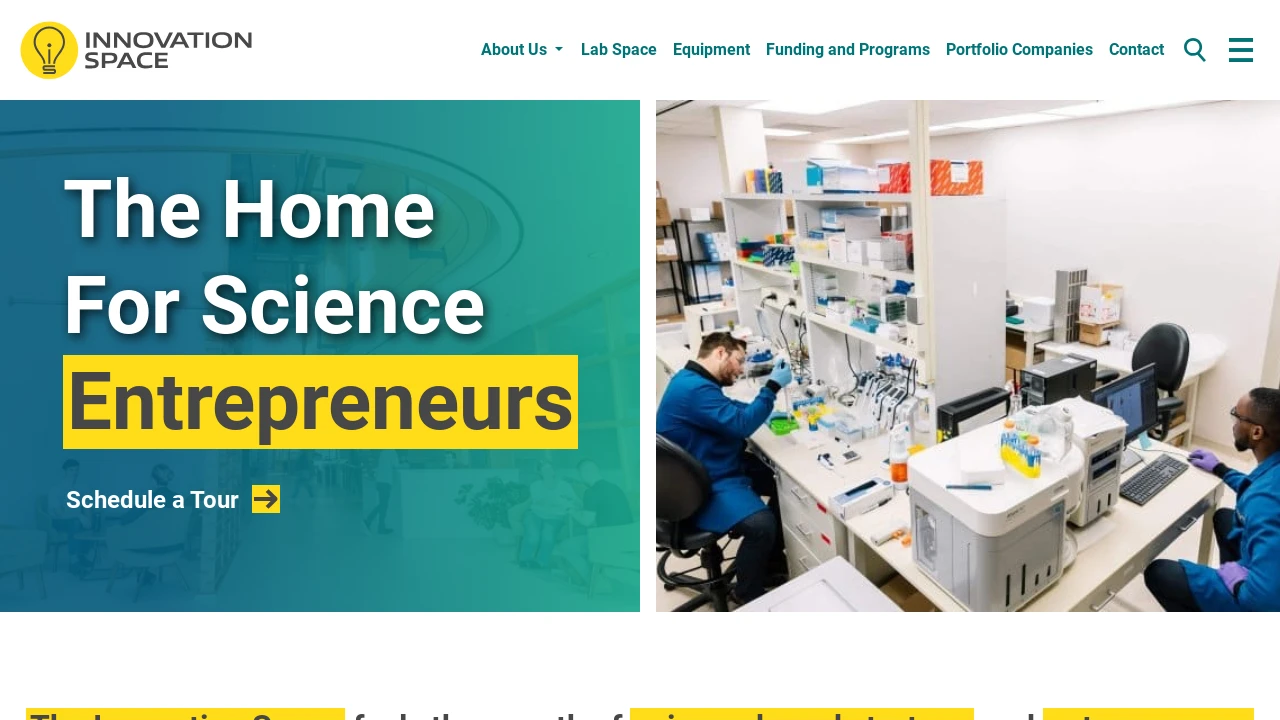 INNOVATION
SPACE
About Us
Lab Space
Equipment
Funding and Programs
Portfolio Companies
Contact
The Home
For Science
Entrepreneurs
Schedule a Tour